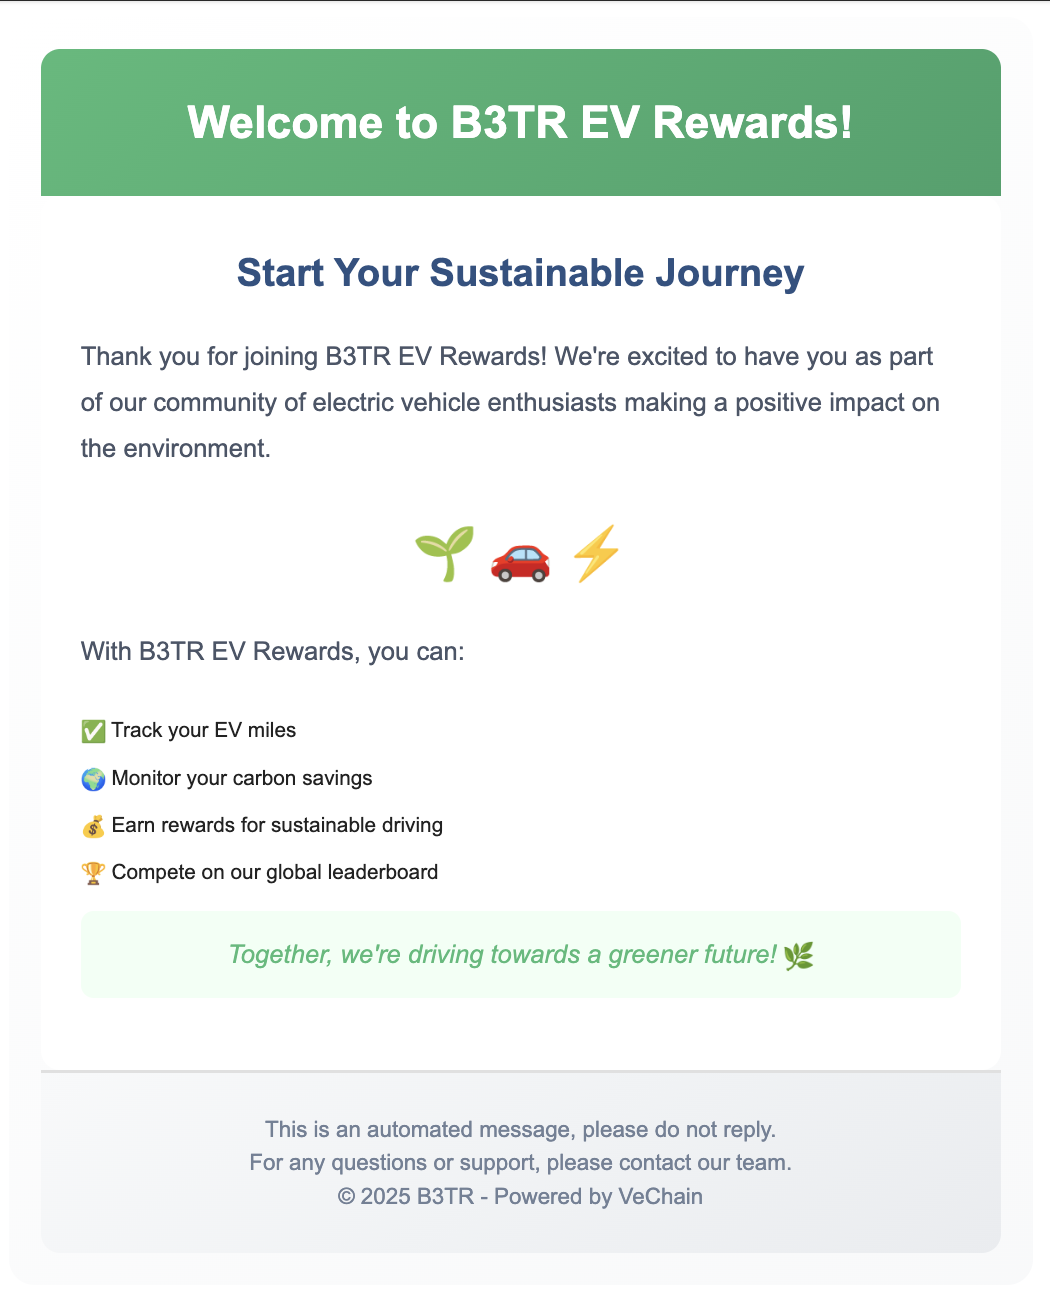 Welcome to B3TR EV Rewards!
Start Your Sustainable Journey
Thank you for joining B3TR EV Rewards! We're excited to have you as part
of our community of electric vehicle enthusiasts making a positive impact on
the environment.
🌱 🚗 ⚡
With B3TR EV Rewards, you can:
✅ Track your EV miles
🌍 Monitor your carbon savings
💰 Earn rewards for sustainable driving
🏆 Compete on our global leaderboard
Together, we're driving towards a greener future! 🌿
This is an automated message, please do not reply.
For any questions or support, please contact our team.
© 2025 B3TR - Powered by VeChain